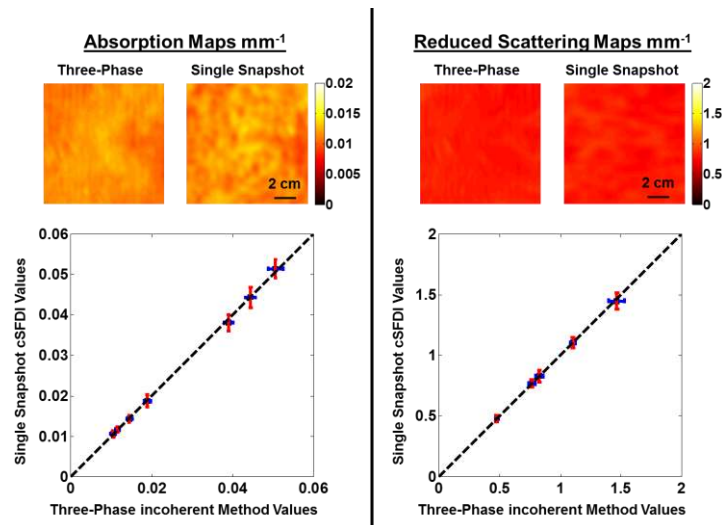 Absorption Maps mm-1
Three-Phase
Single Snapshot
0.02
0.015
0.01
0.005
0
2 cm
0.06
0.05
0.04
0.03
0.02
0.01
0
Single Snapshot cSFDI Values
0
0.02
0.04
0.06
Three-Phase incoherent Method Values
Reduced Scattering Maps mm-1
Three-Phase
Single Snapshot
2
1.5
1
0.5
0
2 cm
2
1.5
1
0.5
0
Single Snapshot cSFDI Values
0
0.5
1
1.5
2
Three-Phase incoherent Method Values